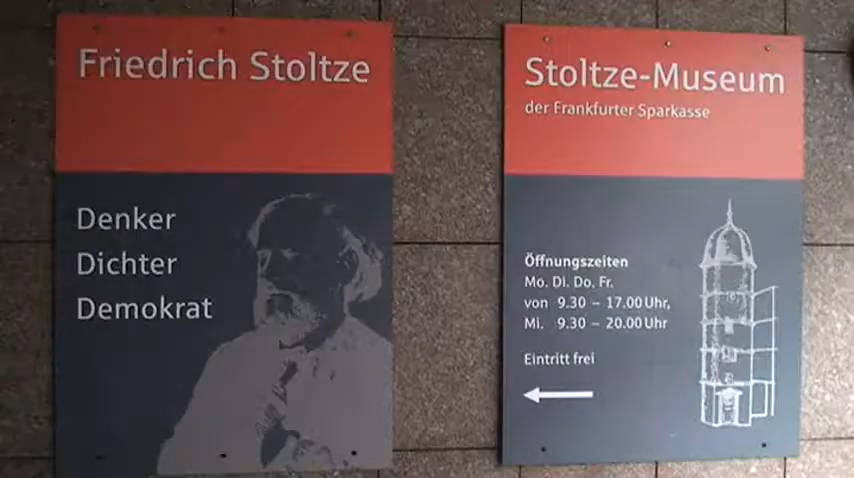 Friedrich Stoltze
Denker
Dichter
Demokrat
Stoltze-Museum
der Frankfurter Sparkasse
Öffnungszeiten
Mo. Di. Do. Fr.
von 9.30 – 17.00 Uhr,
Mi. 9.30 – 20.00 Uhr
Eintritt frei